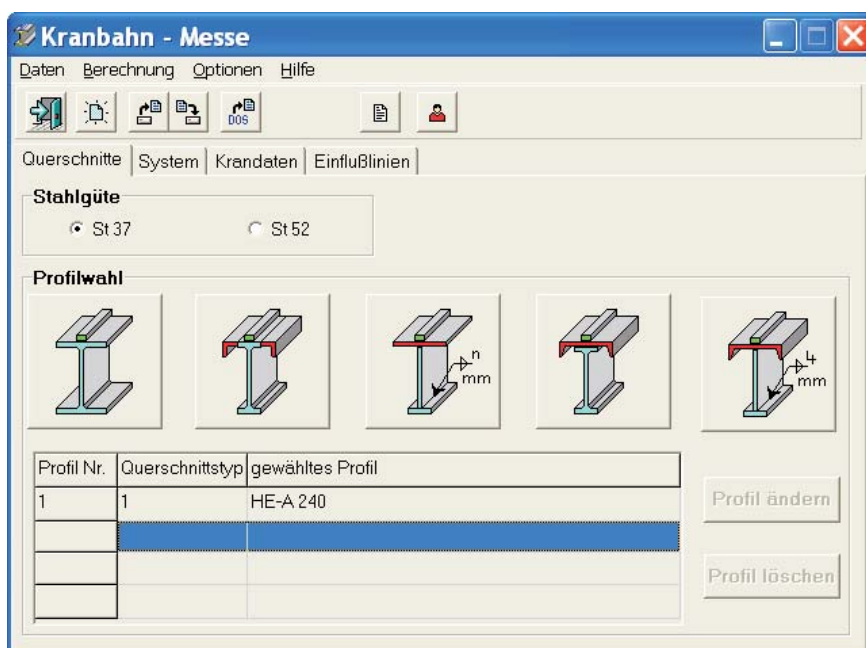 Kranbahn - Messe
Daten Berechnung Optionen Hilfe
DOS
Querschnitte System Krandaten Einflußlinien
Stahlgüte
St 37 St 52
Profilwahl
n
mm
4
mm
Profil Nr. Querschnittstyp gewähltes Profil
1 1 HE-A 240
Profil ändern
Profil löschen